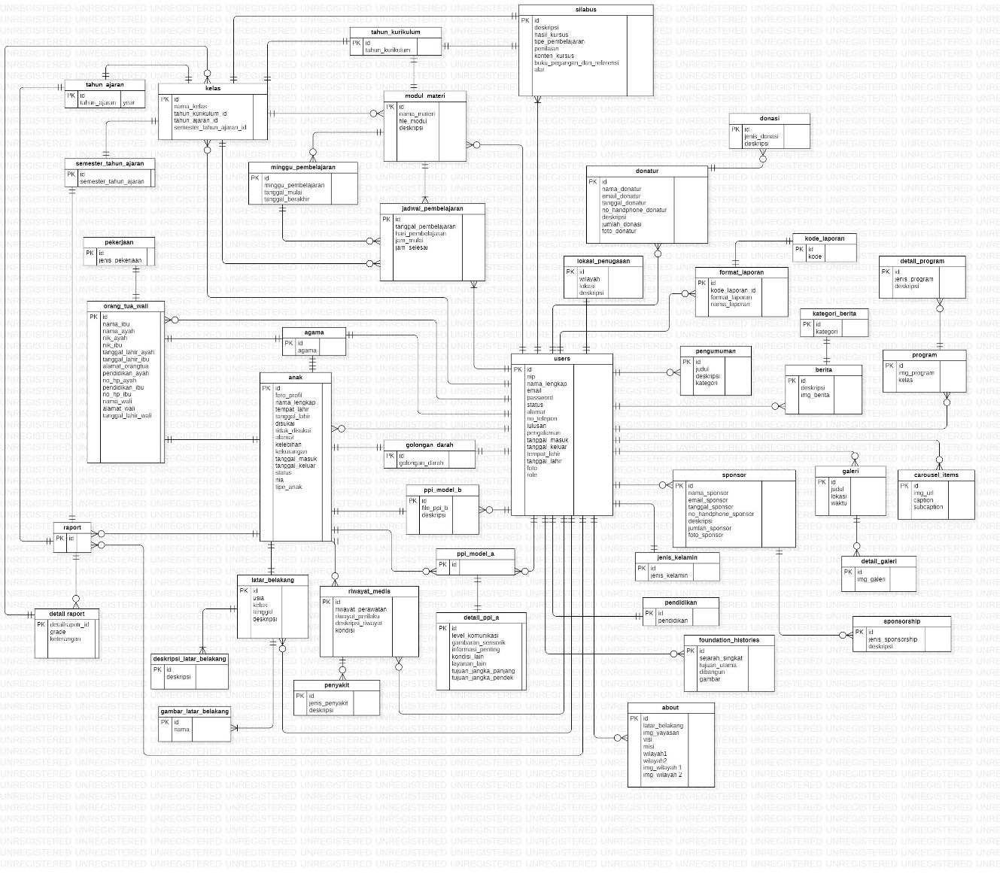 silabus
PK id
deskripsi
hasil_kursus
tipe_pembelajaran
penilaian
konten_kursus
buku_pegangan_dan_referensi
alat
tahun_kurikulum
PK id
tahun_kurikulum
tahun_ajaran
PK id
tahun_ajaran year
kelas
PK id
nama_kelas
tahun_kurikulum_id
tahun_ajaran_id
semester_tahun_ajaran_id
modul_materi
PK id
nama_materi
file_modul
deskripsi
donasi
PK id
jenis_donasi
deskripsi
semester_tahun_ajaran
PK id
semester_tahun_ajaran
minggu_pembelajaran
PK id
minggu_pembelajaran
tanggal_mulai
tanggal_berakhir
donatur
PK id
nama_donatur
email_donatur
tanggal_donatur
no_handphone_donatur
deskripsi
jumlah_donasi
foto_donatur
jadwal_pembelajaran
PK id
tanggal_pembelajaran
hari_pembelajaran
jam_mulai
jam_selesai
pekerjaan
PK id
jenis_pekerjaan
kode_laporan
PK id
kode
lokasi_penugasan
PK id
wilayah
lokasi
deskripsi
format_laporan
PK id
kode_laporan_id
format_laporan
nama_laporan
detail_program
PK id
jenis_program
deskripsi
orang_tua_wali
PK id
nama_ibu
nama_ayah
nik_ayah
nik_ibu
tanggal_lahir_ayah
tanggal_lahir_ibu
alamat_orangtua
pendidikan_ayah
no_hp_ayah
pendidikan_ibu
no_hp_ibu
nama_wali
alamat_wali
tanggal_lahir_wali
kategori_berita
PK id
kategori
agama
PK id
agama
users
PK id
nip
nama_lengkap
email
password
status
alamat
no_telepon
lulusan
pengalaman
tanggal_masuk
tanggal_keluar
tempat_lahir
tanggal_lahir
foto
role
pengumuman
PK id
judul
deskripsi
kategori
program
PK id
img_program
kelas
berita
PK id
deskripsi
img_berita
anak
PK id
foto_profil
nama_lengkap
tempat_lahir
tanggal_lahir
disukai
tidak_disukai
alamat
kelebihan
kekurangan
tanggal_masuk
tanggal_keluar
status
nia
tipe_anak
golongan_darah
PK id
golongan_darah
sponsor
PK id
nama_sponsor
email_sponsor
tanggal_sponsor
no_handphone_sponsor
deskripsi
jumlah_sponsor
foto_sponsor
galeri
PK id
judul
lokasi
waktu
carousel_items
PK id
img_url
caption
subcaption
ppi_model_b
PK id
file_ppi_b
deskripsi
raport
PK id
ppi_model_a
PK id
jenis_kelamin
PK id
jenis_kelamin
detail_galeri
PK id
img_galeri
latar_belakang
PK id
usia
kelas
tanggal
deskripsi
riwayat_medis
PK id
riwayat_perawatan
riwayat_perilaku
deskripsi_riwayat
kondisi
pendidikan
PK id
pendidikan
detail raport
PK detailrapotr_id
grade
keterangan
detail_ppi_a
PK id
level_komunikasi
gambaran_sensorik
informasi_penting
kondisi_lain
layanan_lain
tujuan_jangka_panjang
tujuan_jangka_pendek
sponsorship
PK id
jenis_sponsorship
deskripsi
foundation_histories
PK id
sejarah_singkat
tujuan_utama
dibangun
gambar
deskripsi_latar_belakang
PK id
deskripsi
penyakit
PK id
jenis_penyakit
deskripsi
gambar_latar_belakang
PK id
nama
about
PK id
latar_belakang
img_yayasan
visi
misi
wilayah1
wilayah2
img_wilayah 1
img_wilayah 2